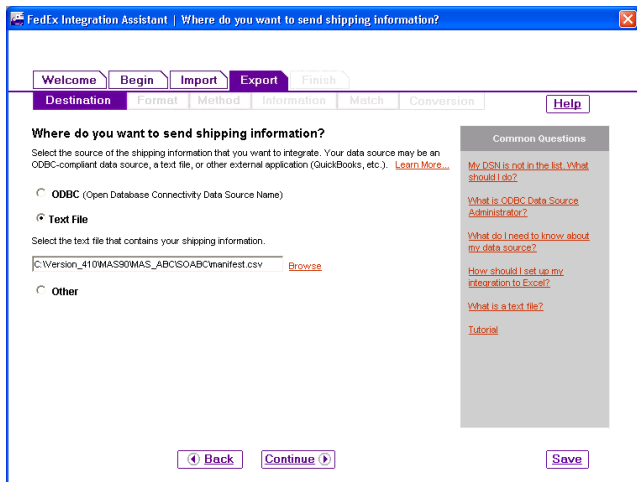 FedEx Integration Assistant | Where do you want to send shipping information?
Welcome Begin Import Export Finish
Destination Format Method Information Match Conversion
Help
Where do you want to send shipping information?
Select the source of the shipping information that you want to integrate. Your data source may be an
ODBC-compliant data source, a text file, or other external application (QuickBooks, etc.). Learn More...
ODBC (Open Database Connectivity Data Source Name)
Text File
Select the text file that contains your shipping information.
C:\Version_410\MAS90\MAS_ABC\SOABC\manifest.csv Browse
Other
Common Questions
My DSN is not in the list. What
should I do?
What is ODBC Data Source
Administrator?
What do I need to know about
my data source?
How should I set up my
integration to Excel?
What is a text file?
Tutorial
Back Continue Save